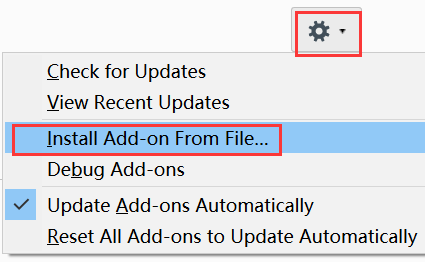 Check for Updates
View Recent Updates
Install Add-on From File...
Debug Add-ons
Update Add-ons Automatically
Reset All Add-ons to Update Automatically